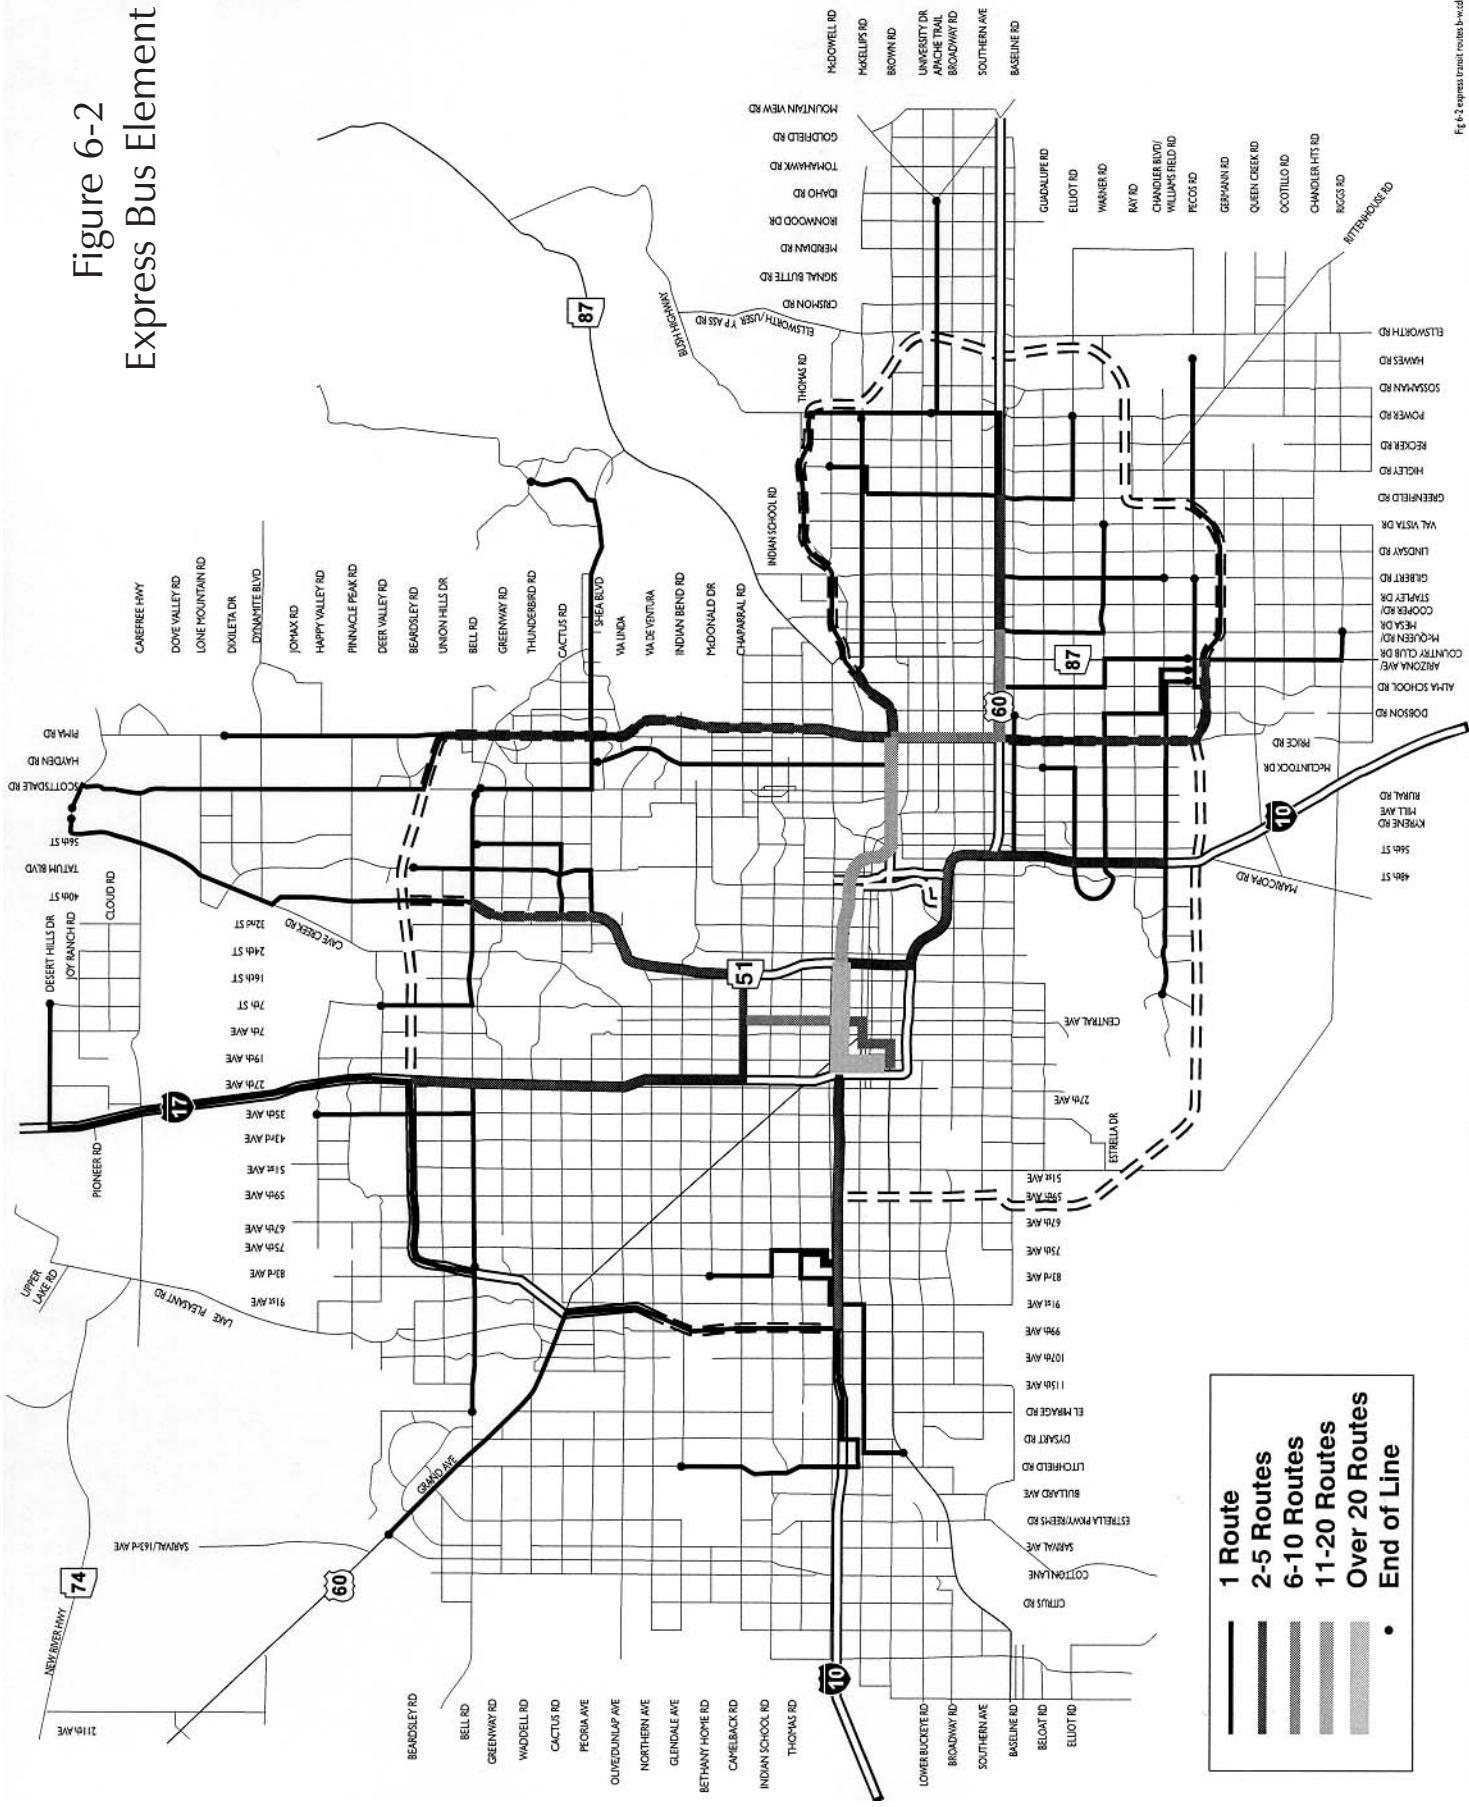 Figure 6-2
Express Bus Element
McDOWELL RD
McKELLIPS RD
BROWN RD
UNIVERSITY DR
APACHE TRAIL
BROADWAY RD
SOUTHERN AVE
BASELINE RD
MOUNTAIN VIEW RD
GOLDFIELD RD
TOMAHAWK RD
IDAHO RD
IRONWOOD DR
MERIDIAN RD
SIGNAL BUTTE RD
CRISMON RD
ELLSWORTH/USER Y P ASS RD
BUSH HIGHWAY
87
THOMAS RD
INDIAN SCHOOL RD
GUADALUPE RD
ELLIOT RD
WARNER RD
RAY RD
CHANDLER BLVD/
WILLIAMS FIELD RD
PECOS RD
GERMANN RD
QUEEN CREEK RD
OCOTILLO RD
CHANDLER HTS RD
RIGGS RD
RITTENHOUSE RD
ELLSWORTH RD
HAWES RD
SOSSAMAN RD
POWER RD
RECKER RD
HIGLEY RD
GREENFIELD RD
VAL VISTA DR
LINDSAY RD
GILBERT RD
STAPLEY DR
COOPER RD/
MESA DR
McQUEEN RD/
COUNTRY CLUB DR
ARIZONA AVE/
ALMA SCHOOL RD
DOBSON RD
PRICE RD
McCLINTOCK DR
RURAL RD
MILL AVE
KYRENE RD
56th ST
48th ST
MARICOPA RD
87
60
10
CAREFREE HWY
DOVE VALLEY RD
LONE MOUNTAIN RD
DIXILETA DR
DYNAMITE BLVD
JOMAX RD
HAPPY VALLEY RD
PINNACLE PEAK RD
DEER VALLEY RD
BEARDSLEY RD
UNION HILLS DR
BELL RD
GREENWAY RD
THUNDERBIRD RD
CACTUS RD
SHEA BLVD
VIA LINDA
VIA DE VENTURA
INDIAN BEND RD
McDONALD DR
CHAPARRAL RD
PIMA RD
HAYDEN RD
SCOTTSDALE RD
56th ST
TATUM BLVD
40th ST
CLOUD RD
JOY RANCH RD
DESERT HILLS DR
CAVE CREEK RD
32nd ST
24th ST
16th ST
7th ST
7th AVE
19th AVE
27th AVE
35th AVE
43rd AVE
51st AVE
59th AVE
67th AVE
75th AVE
83rd AVE
91st AVE
51
17
PIONEER RD
UPPER
LAKE RD
LAKE PLEASANT RD
CENTRAL AVE
27th AVE
ESTRELLA DR
51st AVE
59th AVE
67th AVE
75th AVE
83rd AVE
91st AVE
99th AVE
107th AVE
115th AVE
EL MIRAGE RD
DYSART RD
LITCHFIELD RD
BULLARD AVE
ESTRELLA PKWY/REEMS RD
SARIVAL AVE
COTTON LANE
CITRUS RD
GRAND AVE
SARIVAL/163rd AVE
74
60
NEW RIVER HWY
211th AVE
10
BEARDSLEY RD
BELL RD
GREENWAY RD
WADDELL RD
CACTUS RD
PEORIA AVE
OLIVE/DUNLAP AVE
NORTHERN AVE
GLENDALE AVE
BETHANY HOME RD
CAMELBACK RD
INDIAN SCHOOL RD
THOMAS RD
LOWER BUCKEYE RD
BROADWAY RD
SOUTHERN AVE
BASELINE RD
BELOAT RD
ELLIOT RD
1 Route
2-5 Routes
6-10 Routes
11-20 Routes
Over 20 Routes
End of Line
Fig 6-2 express transit routes b-w.cd